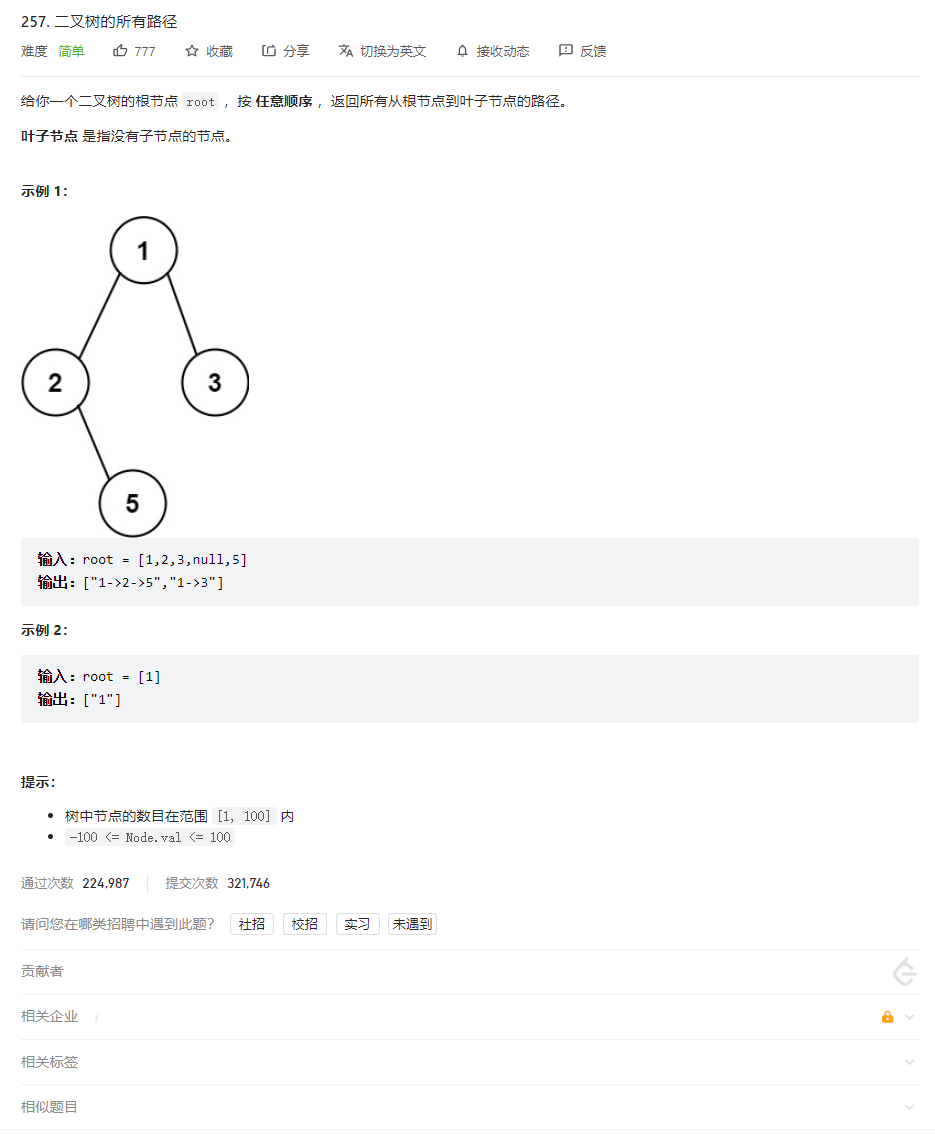 257. 二叉树的所有路径
难度 简单 777 收藏 分享 切换为英文 接收动态 反馈
给你一个二叉树的根节点 root ，按 任意顺序 ，返回所有从根节点到叶子节点的路径。
叶子节点 是指没有子节点的节点。
示例 1：
1
2 3
5
输入：root = [1,2,3,null,5]
输出：["1->2->5","1->3"]
示例 2：
输入：root = [1]
输出：["1"]
提示：
树中节点的数目在范围 [1, 100] 内
-100 <= Node.val <= 100
通过次数 224,987 提交次数 321,746
请问您在哪类招聘中遇到此题？ 社招 校招 实习 未遇到
贡献者
相关企业 i
相关标签
相似题目